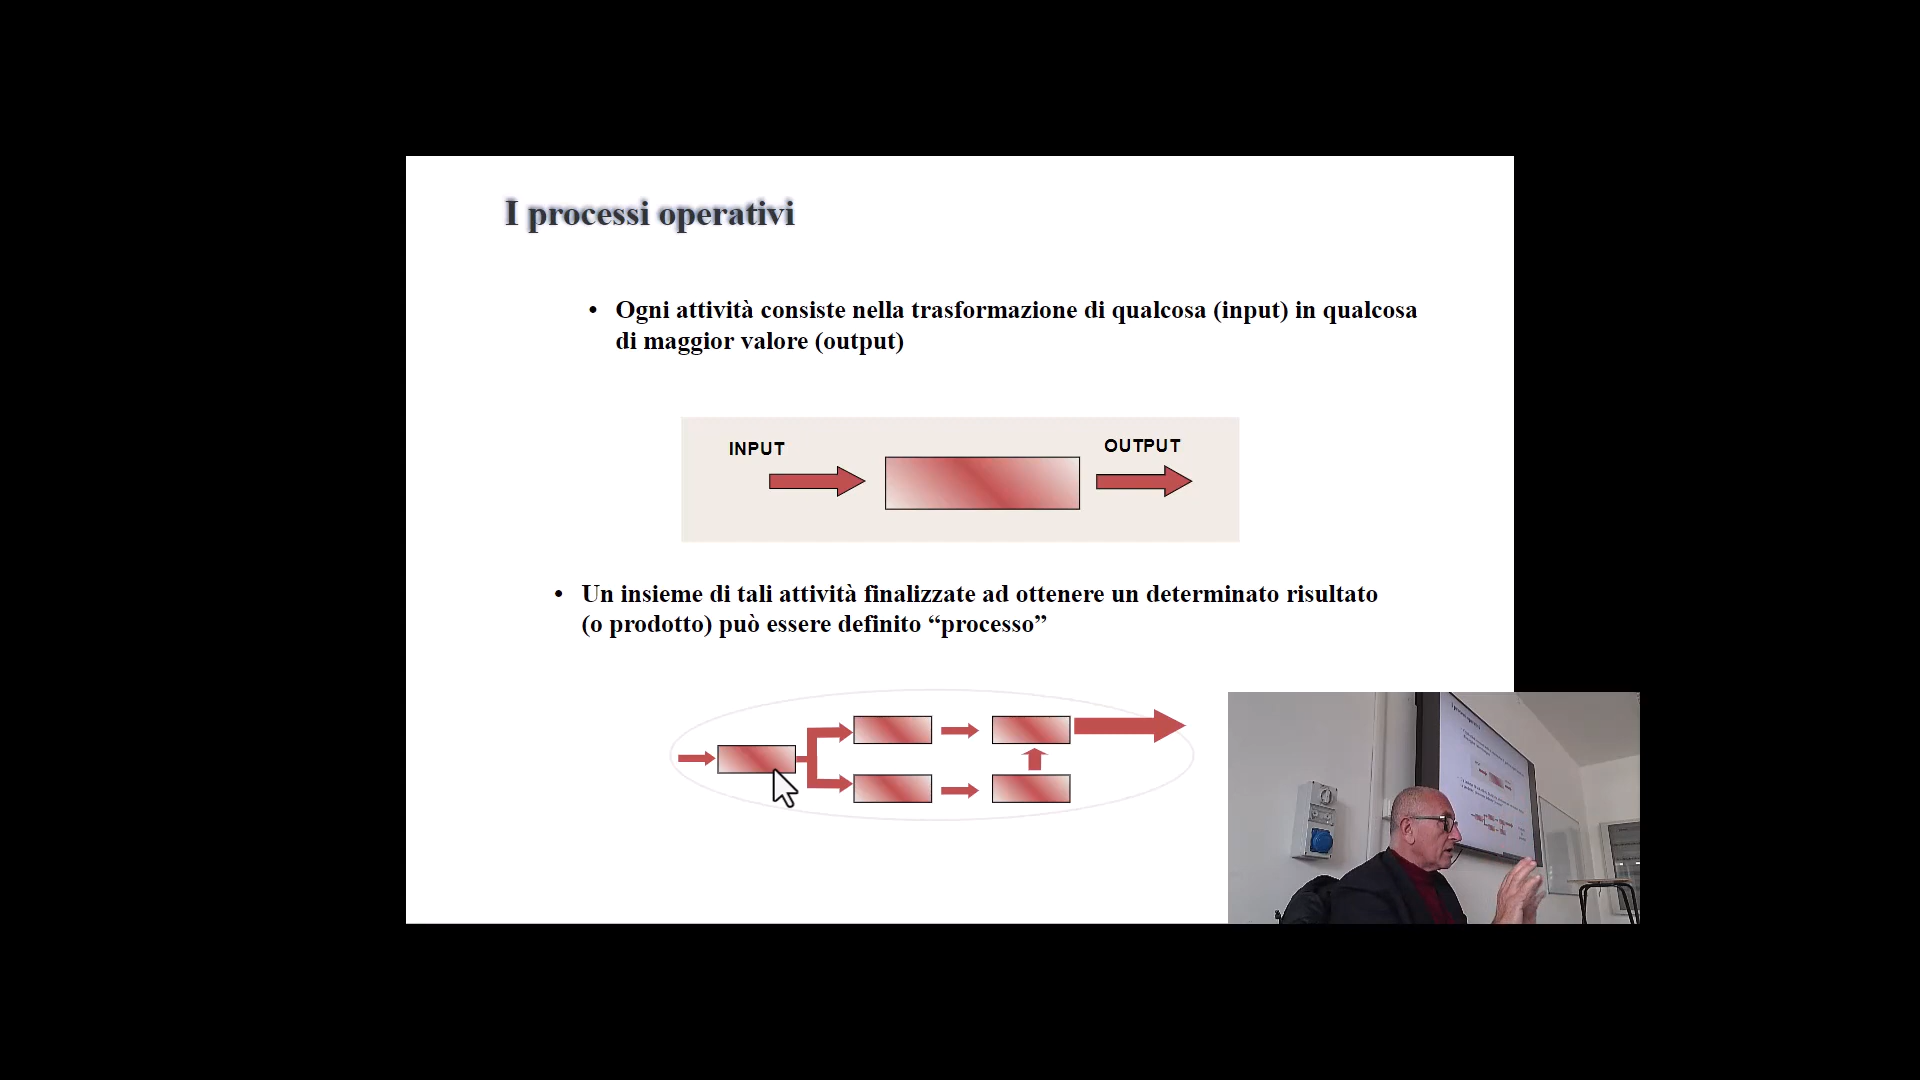 I processi operativi
• Ogni attività consiste nella trasformazione di qualcosa (input) in qualcosa
di maggior valore (output)
INPUT
OUTPUT
• Un insieme di tali attività finalizzate ad ottenere un determinato risultato
(o prodotto) può essere definito “processo”